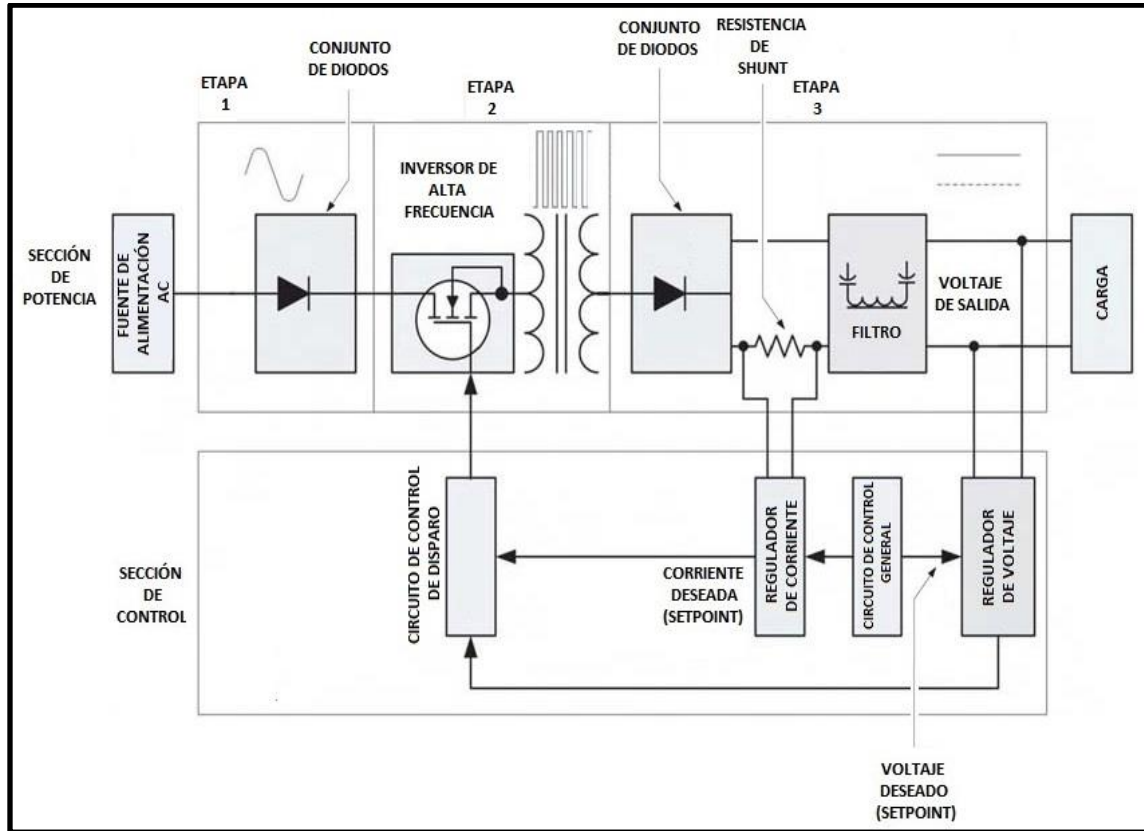 CONJUNTO
DE DIODOS
CONJUNTO
DE DIODOS
RESISTENCIA
DE
SHUNT
ETAPA
1
ETAPA
2
ETAPA
3
INVERSOR DE
ALTA
FRECUENCIA
SECCIÓN
DE
POTENCIA
FUENTE DE
ALIMENTACIÓN
AC
FILTRO
VOLTAJE
DE SALIDA
CARGA
SECCIÓN
DE
CONTROL
CIRCUITO DE CONTROL
DE DISPARO
CORRIENTE
DESEADA
(SETPOINT)
REGULADOR
DE CORRIENTE
CIRCUITO DE CONTROL
GENERAL
REGULADOR
DE VOLTAJE
VOLTAJE
DESEADO
(SETPOINT)